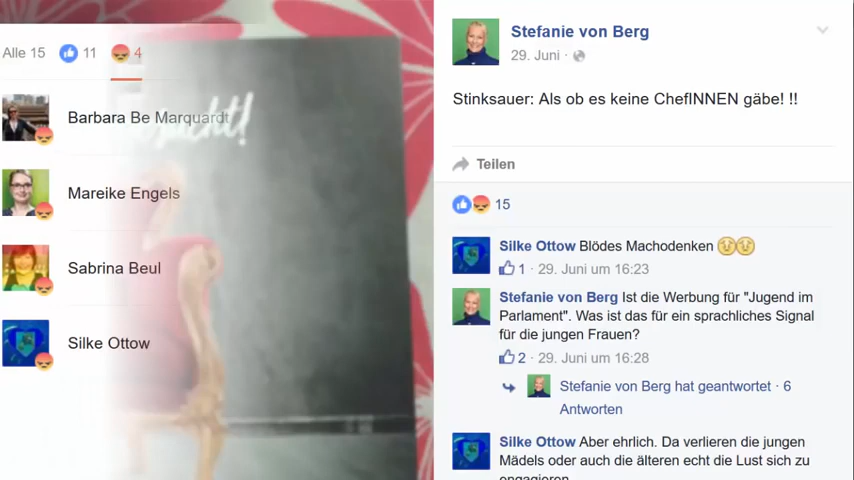 Alle 15 11 4
Barbara Be Marquardt
Mareike Engels
Sabrina Beul
Silke Ottow
Stefanie von Berg
29. Juni ·
Stinksauer: Als ob es keine ChefINNEN gäbe! !!
Teilen
15
Silke Ottow Blödes Machodenken
1 · 29. Juni um 16:23
Stefanie von Berg Ist die Werbung für "Jugend im
Parlament". Was ist das für ein sprachliches Signal
für die jungen Frauen?
2 · 29. Juni um 16:28
Stefanie von Berg hat geantwortet · 6
Antworten
Silke Ottow Aber ehrlich. Da verlieren die jungen
Mädels oder auch die älteren echt die Lust sich zu
engagieren